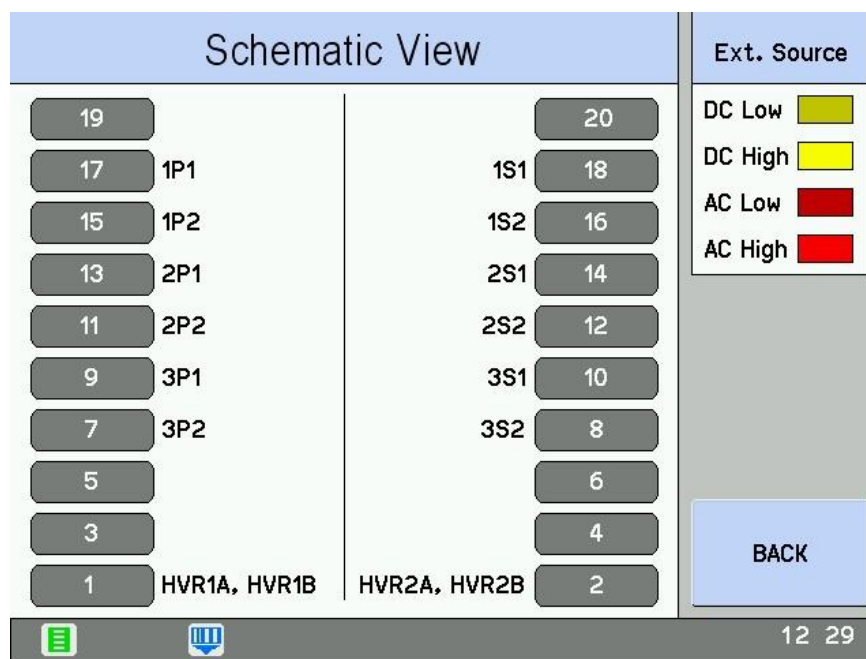 Schematic View
Ext. Source
19 20
17 1P1 1S1 18
15 1P2 1S2 16
13 2P1 2S1 14
11 2P2 2S2 12
9 3P1 3S1 10
7 3P2 3S2 8
5 6
3 4
1 HVR1A, HVR1B HVR2A, HVR2B 2
DC Low
DC High
AC Low
AC High
BACK
12 29